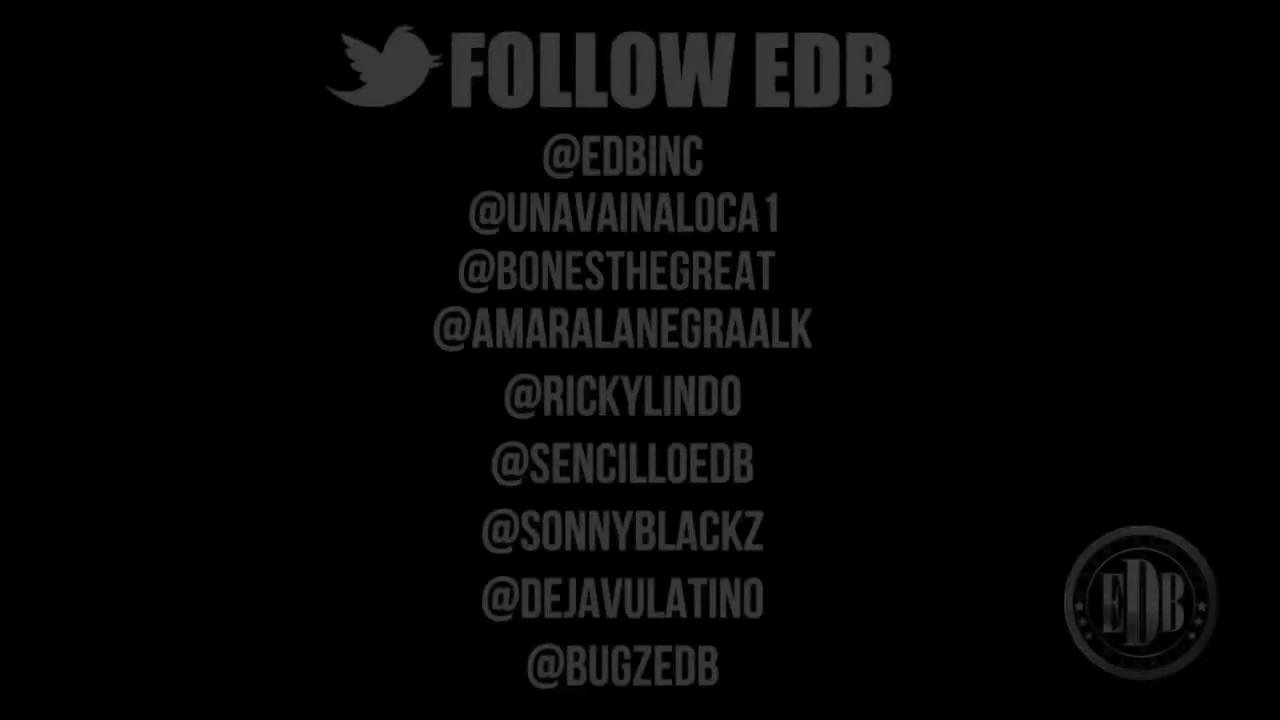 FOLLOW EDB
@EDBINC
@UNAVAINALOCA1
@BONESTHEGREAT
@AMARALANEGRAALK
@RICKYLINDO
@SENCILLOEDB
@SONNYBLACKZ
@DEJAVULATINO
@BUGZEDB
EDB